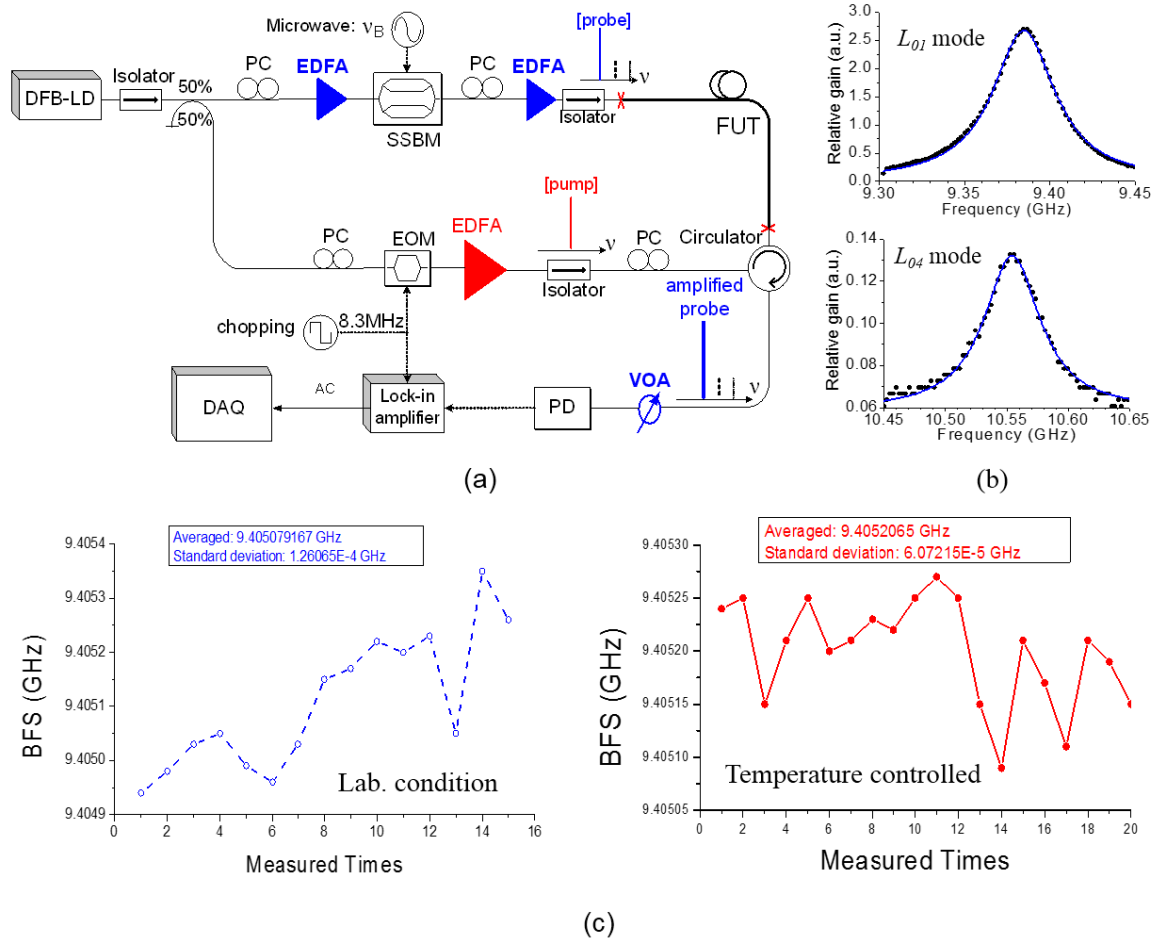 Microwave: νB
[probe]
PC
EDFA
PC
EDFA
ν
DFB-LD
Isolator
50%
50%
SSBM
Isolator
FUT
[pump]
EDFA
ν
PC
EOM
PC
Circulator
Isolator
amplified
probe
chopping
8.3MHz
ν
VOA
AC
DAQ
Lock-in
amplifier
PD
(a)
L01 mode
Relative gain (a.u.)
3.0
2.5
2.0
1.5
1.0
0.5
0.0
9.30
9.35
9.40
9.45
Frequency (GHz)
L04 mode
Relative gain (a.u.)
0.14
0.12
0.10
0.08
0.06
10.45
10.50
10.55
10.60
10.65
Frequency (GHz)
(b)
Averaged: 9.405079167 GHz
Standard deviation: 1.26065E-4 GHz
BFS (GHz)
9.4054
9.4053
9.4052
9.4051
9.4050
9.4049
0
2
4
6
8
10
12
14
16
Lab. condition
Measured Times
Averaged: 9.4052065 GHz
Standard deviation: 6.07215E-5 GHz
BFS (GHz)
9.40530
9.40525
9.40520
9.40515
9.40510
9.40505
0
2
4
6
8
10
12
14
16
18
20
Temperature controlled
Measured Times
(c)